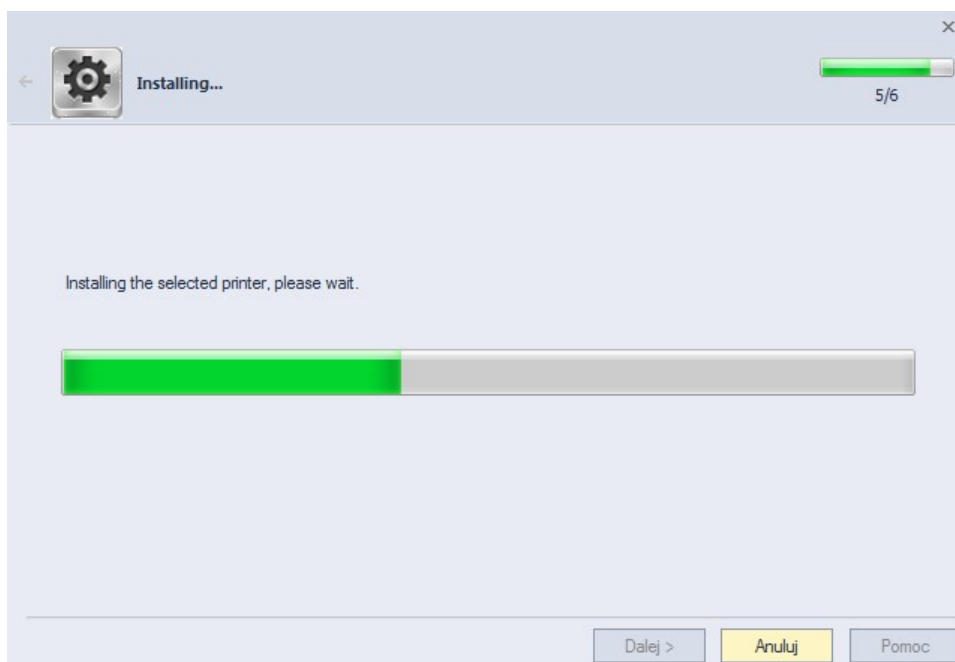 Installing...
5/6
Installing the selected printer, please wait.
Dalej >
Anuluj
Pomoc